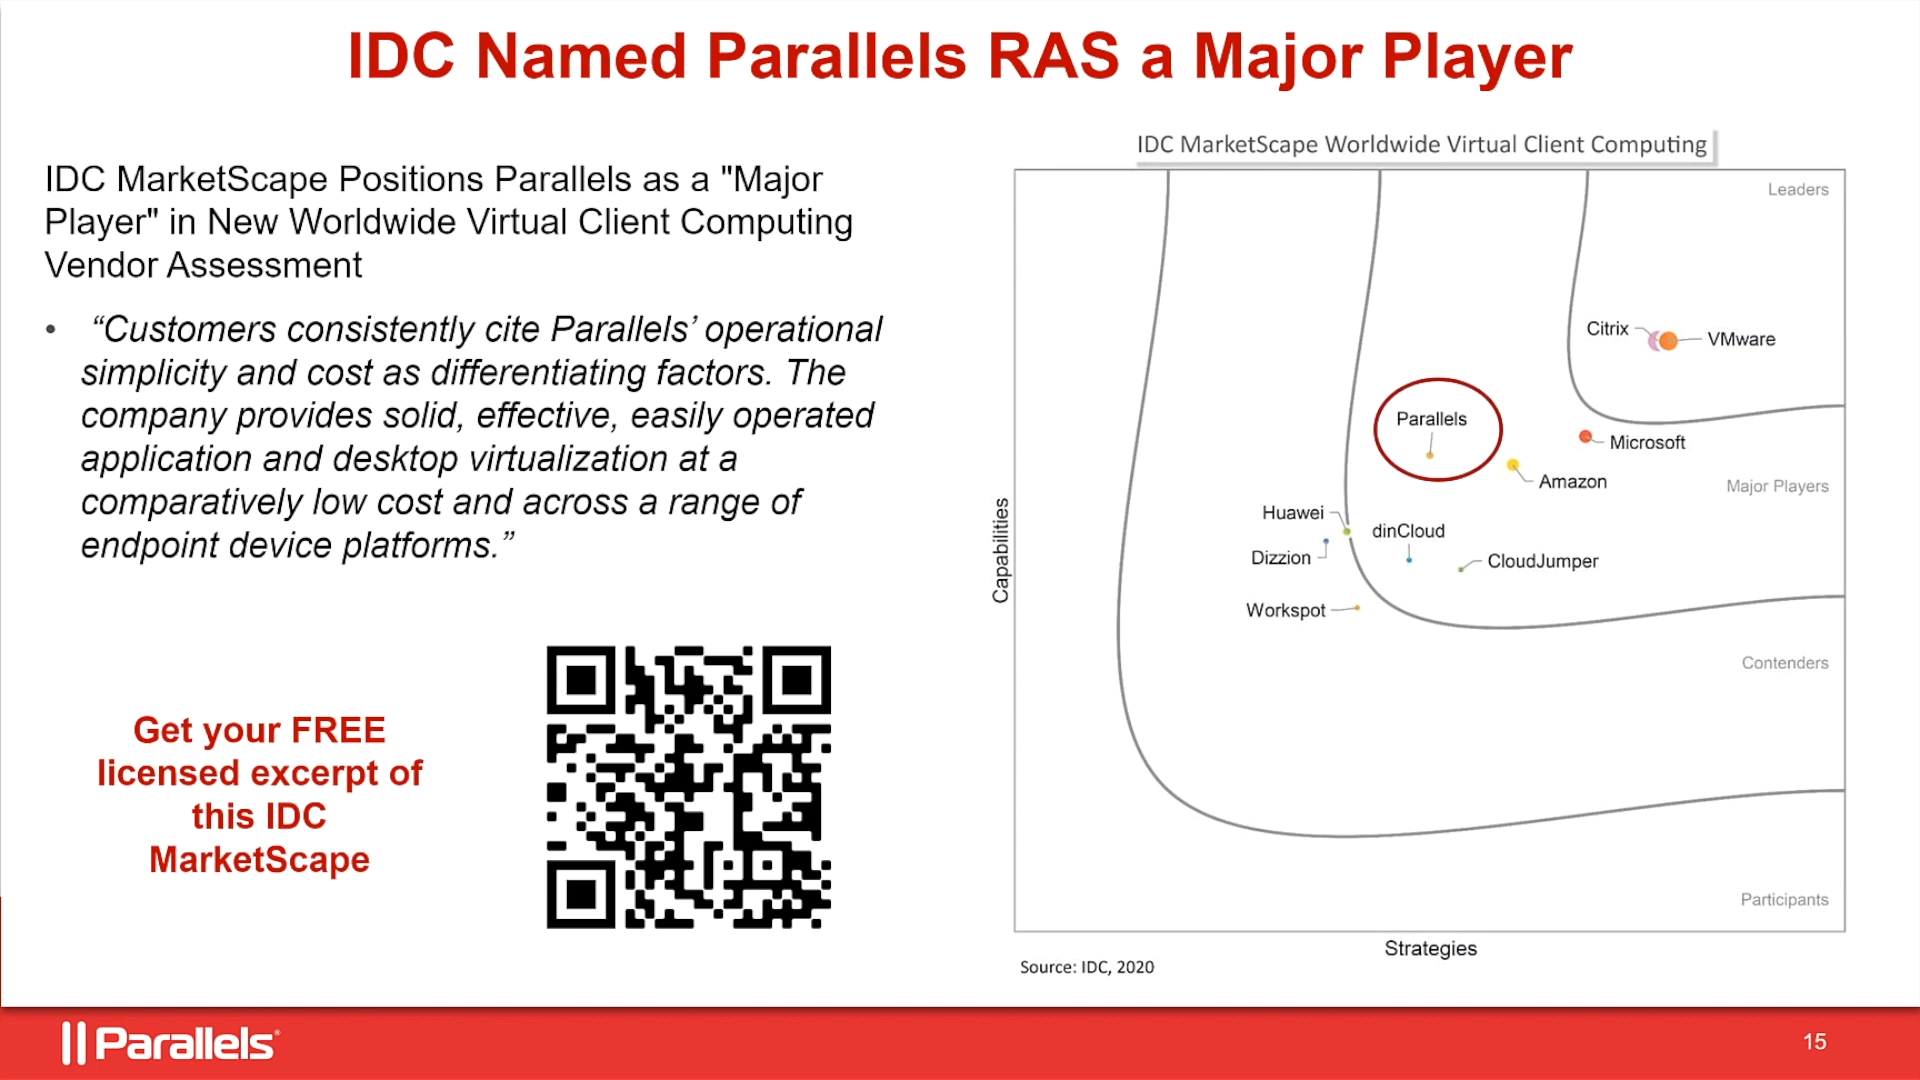 IDC Named Parallels RAS a Major Player
IDC MarketScape Positions Parallels as a "Major
Player" in New Worldwide Virtual Client Computing
Vendor Assessment
• “Customers consistently cite Parallels’ operational
simplicity and cost as differentiating factors. The
company provides solid, effective, easily operated
application and desktop virtualization at a
comparatively low cost and across a range of
endpoint device platforms.”
Get your FREE
licensed excerpt of
this IDC
MarketScape
IDC MarketScape Worldwide Virtual Client Computing
Leaders
Citrix
VMware
Parallels
Microsoft
Amazon
Major Players
Huawei
dinCloud
Dizzion
CloudJumper
Workspot
Contenders
Participants
Capabilities
Strategies
Source: IDC, 2020
Parallels®
15